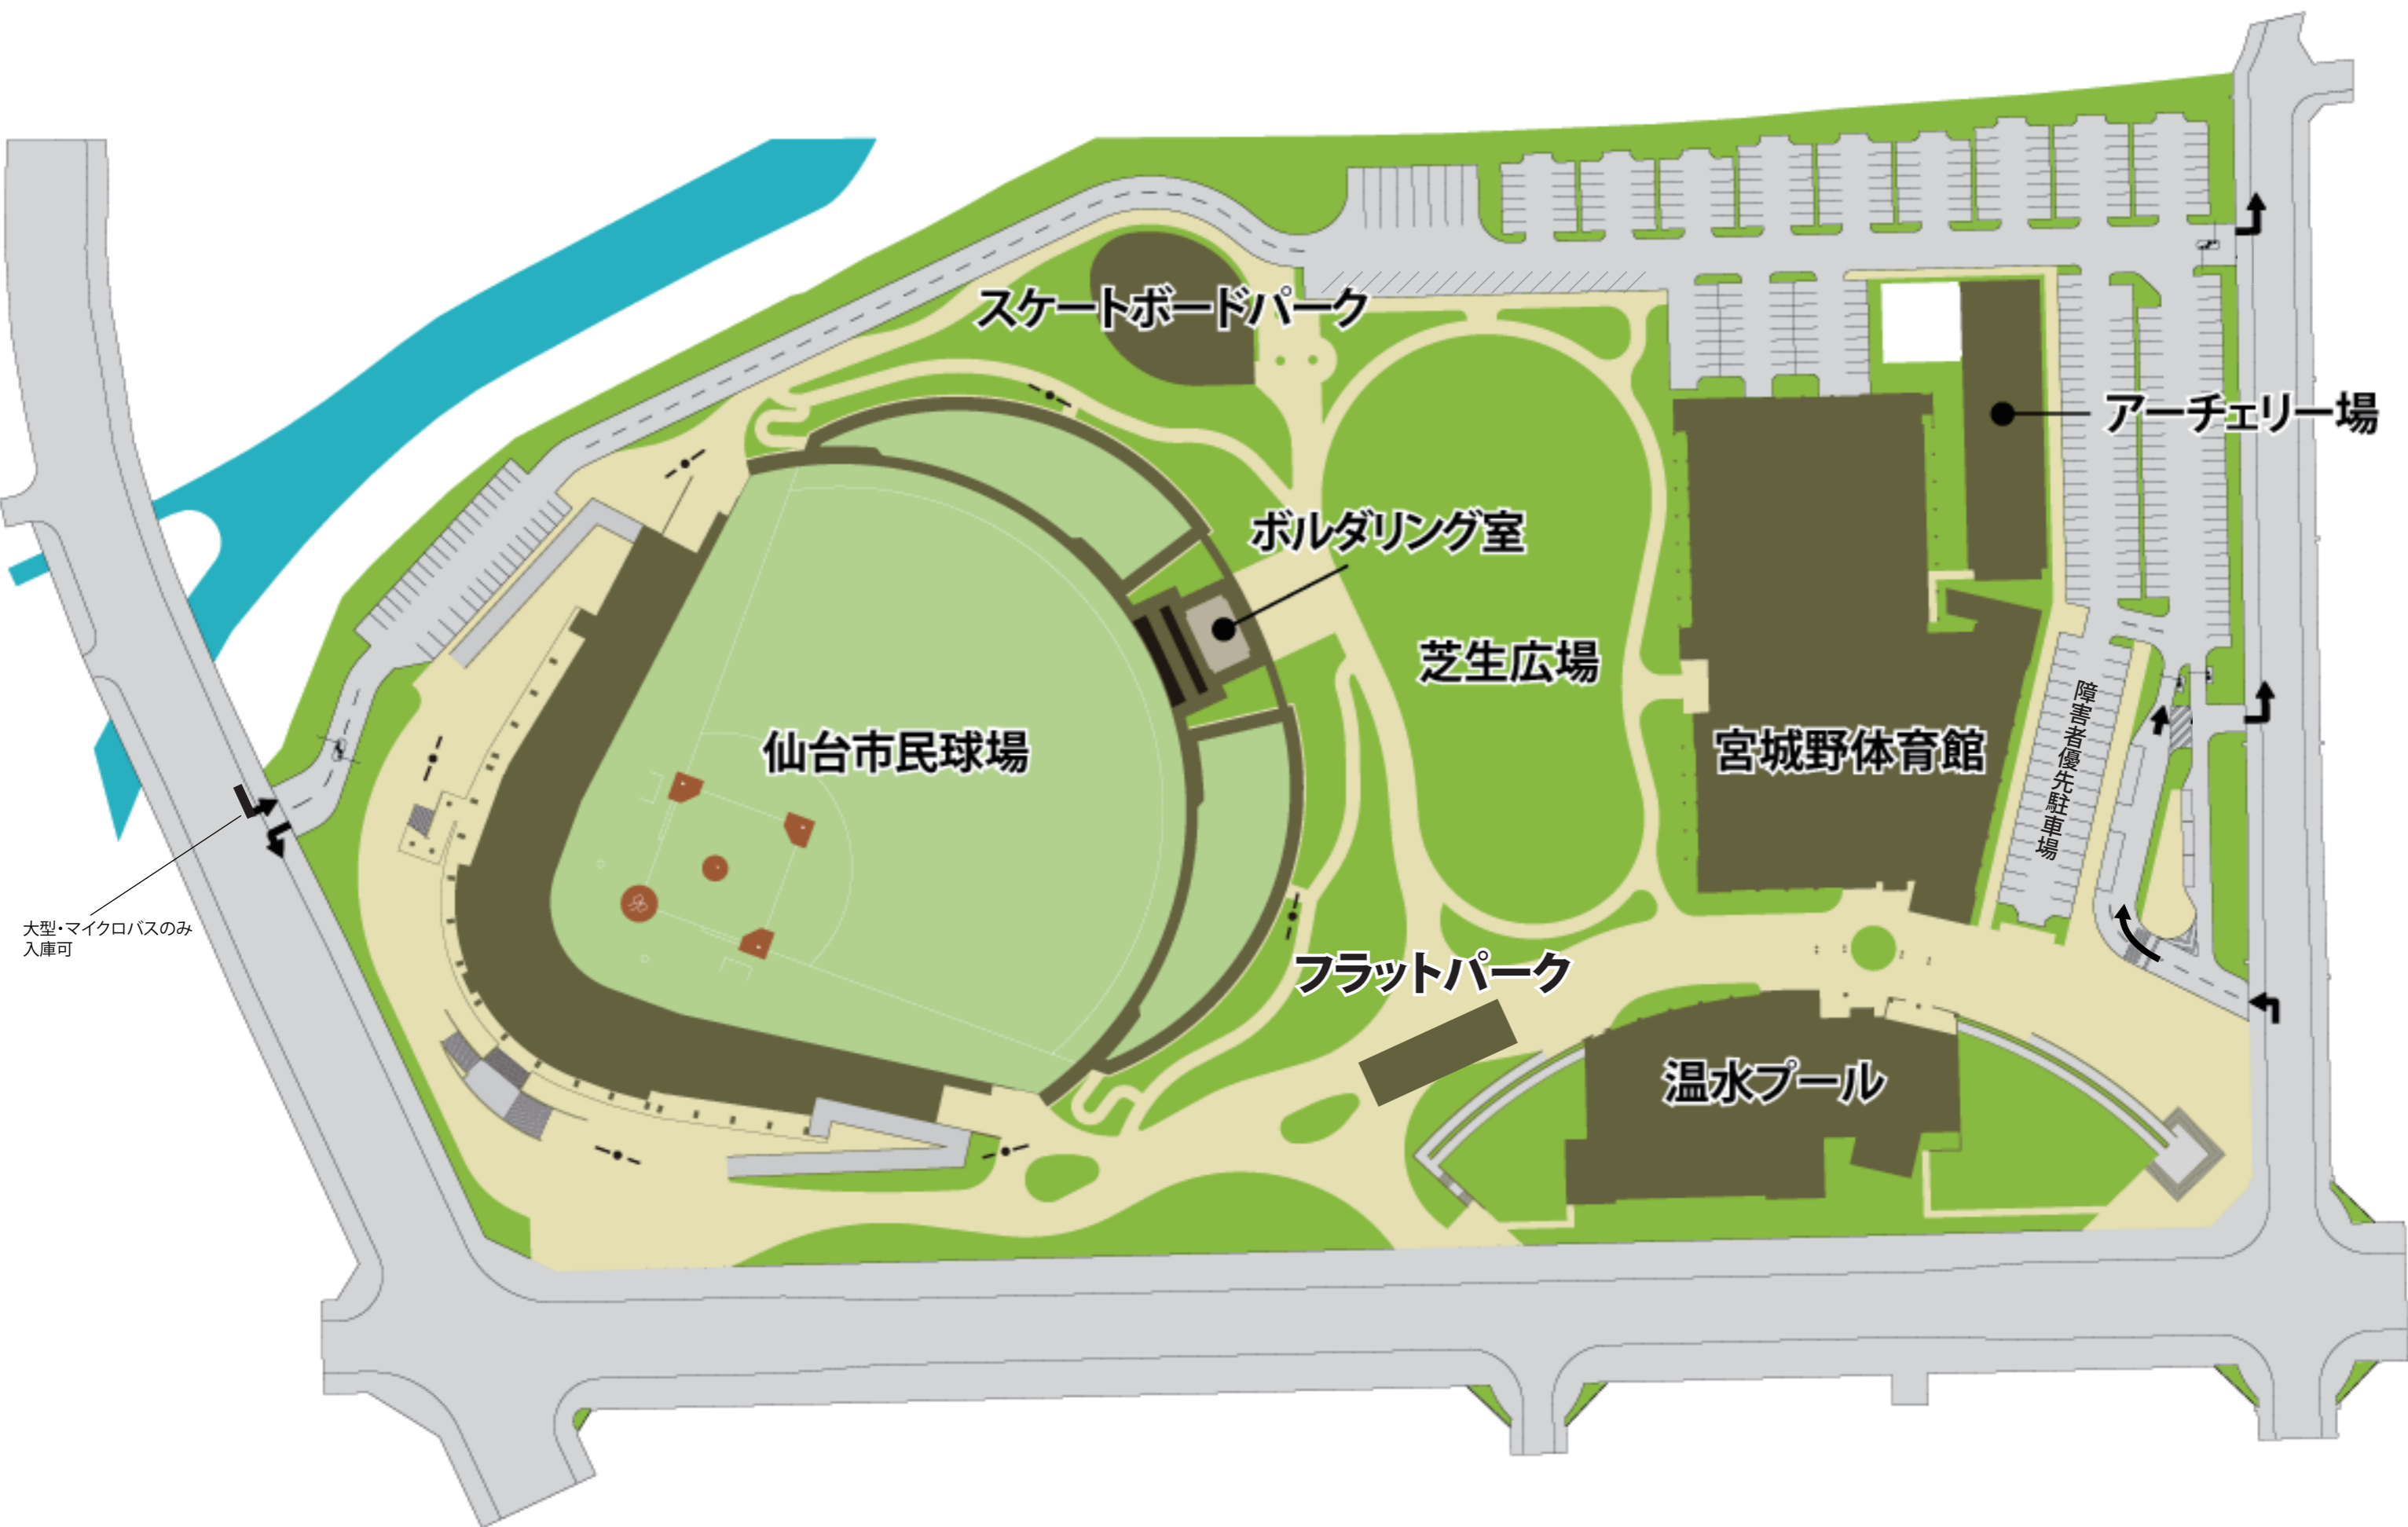 スケートボードパーク
アーチェリー場
ボルダリング室
芝生広場
仙台市民球場
宮城野体育館
障害者優先駐車場
大型・マイクロバスのみ
入庫可
フラットパーク
温水プール